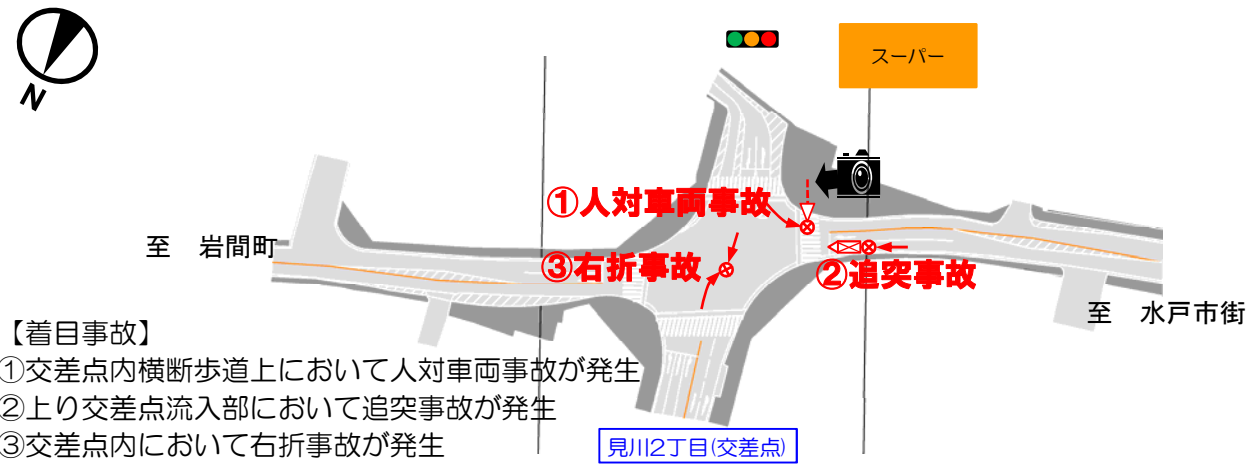 N
スーパー
①人対車両事故
至 岩間町
③右折事故
②追突事故
至 水戸市街
【着目事故】
①交差点内横断歩道上において人対車両事故が発生
②上り交差点流入部において追突事故が発生
③交差点内において右折事故が発生
見川2丁目(交差点)